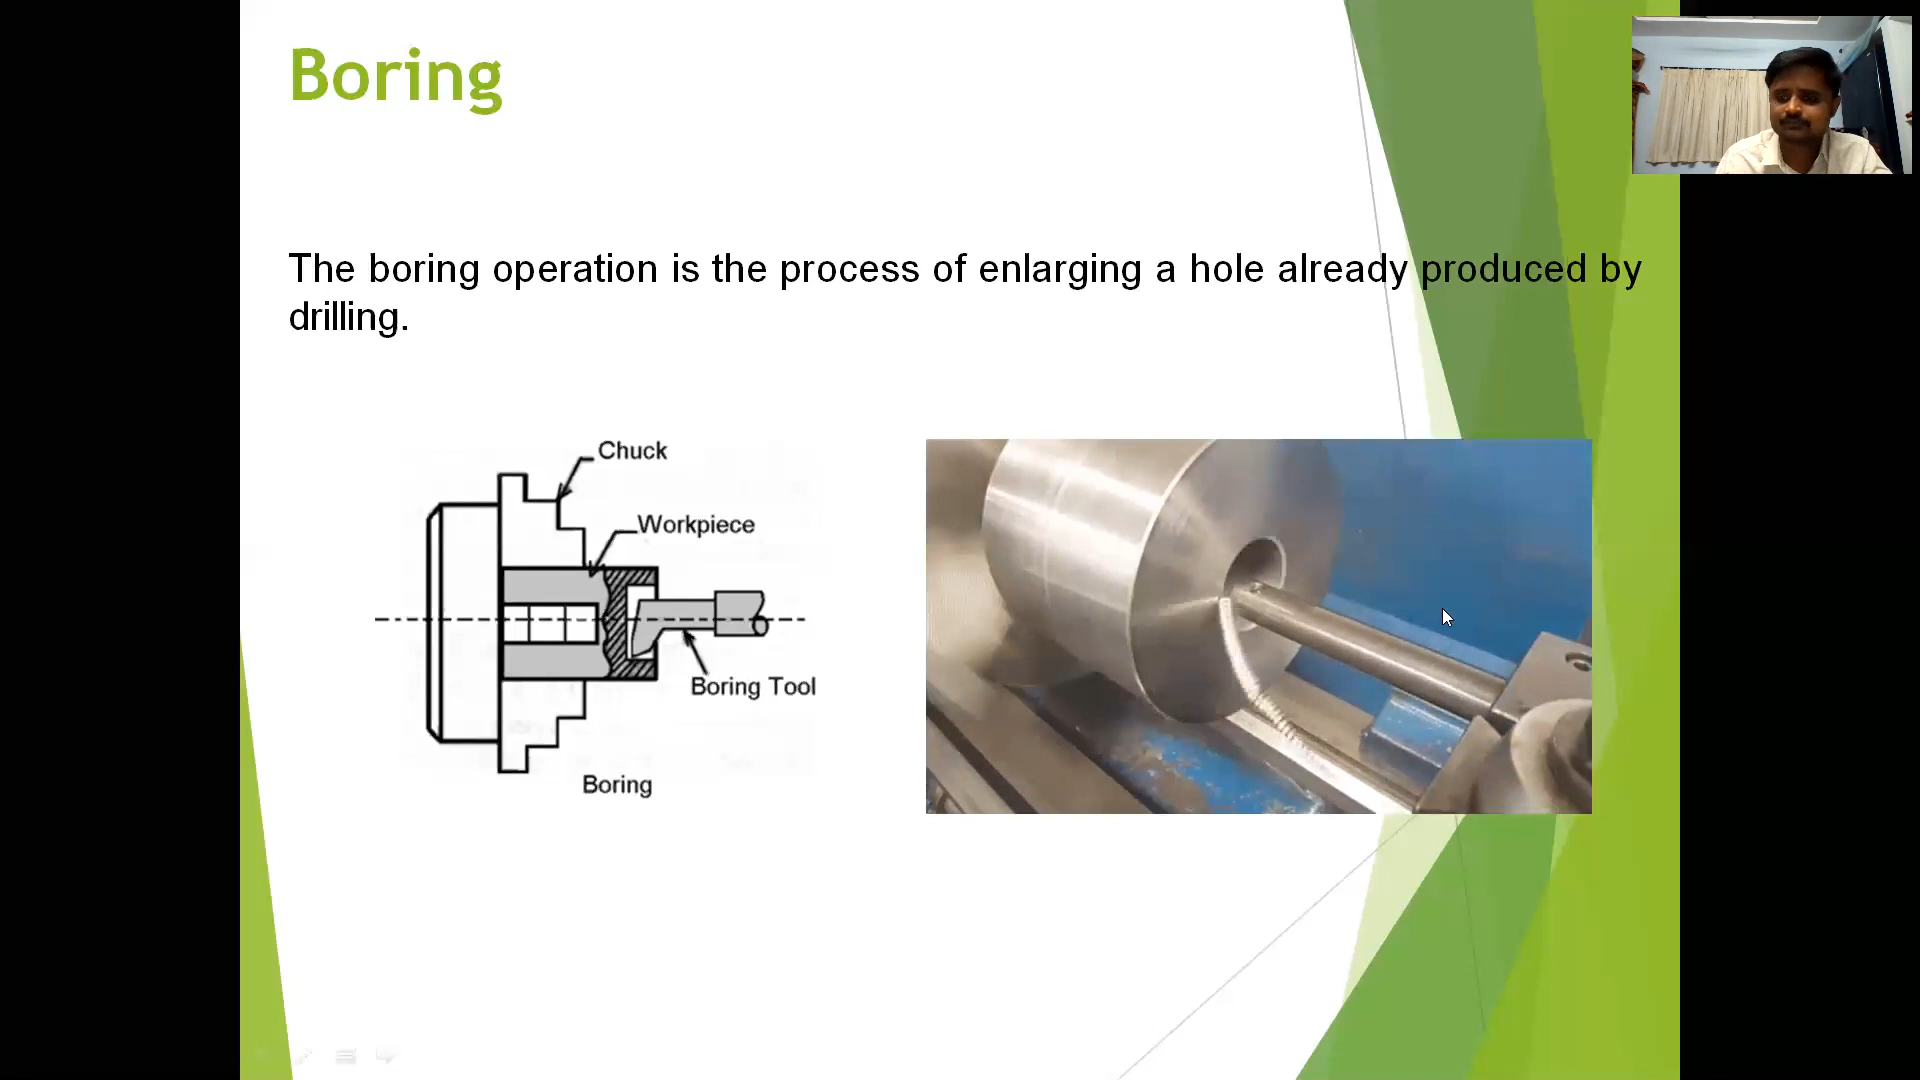 Boring
The boring operation is the process of enlarging a hole already produced by
drilling.
Chuck
Workpiece
Boring Tool
Boring